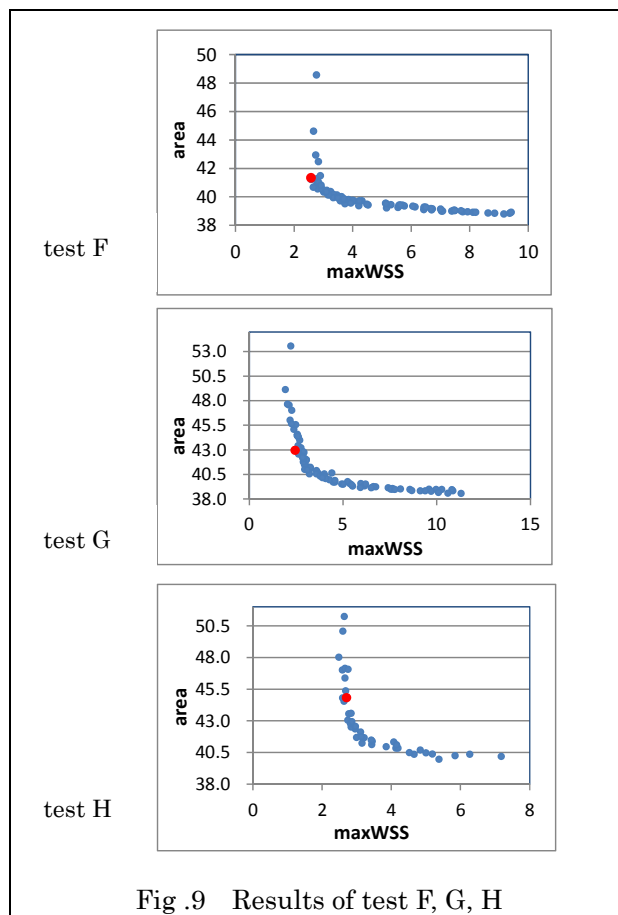 50
48
46
44
42
40
38
area
0 2 4 6 8 10
maxWSS
test F
53.0
50.5
48.0
45.5
43.0
40.5
38.0
area
0 5 10 15
maxWSS
test G
50.5
48.0
45.5
43.0
40.5
38.0
area
0 2 4 6 8
maxWSS
test H
Fig .9 Results of test F, G, H